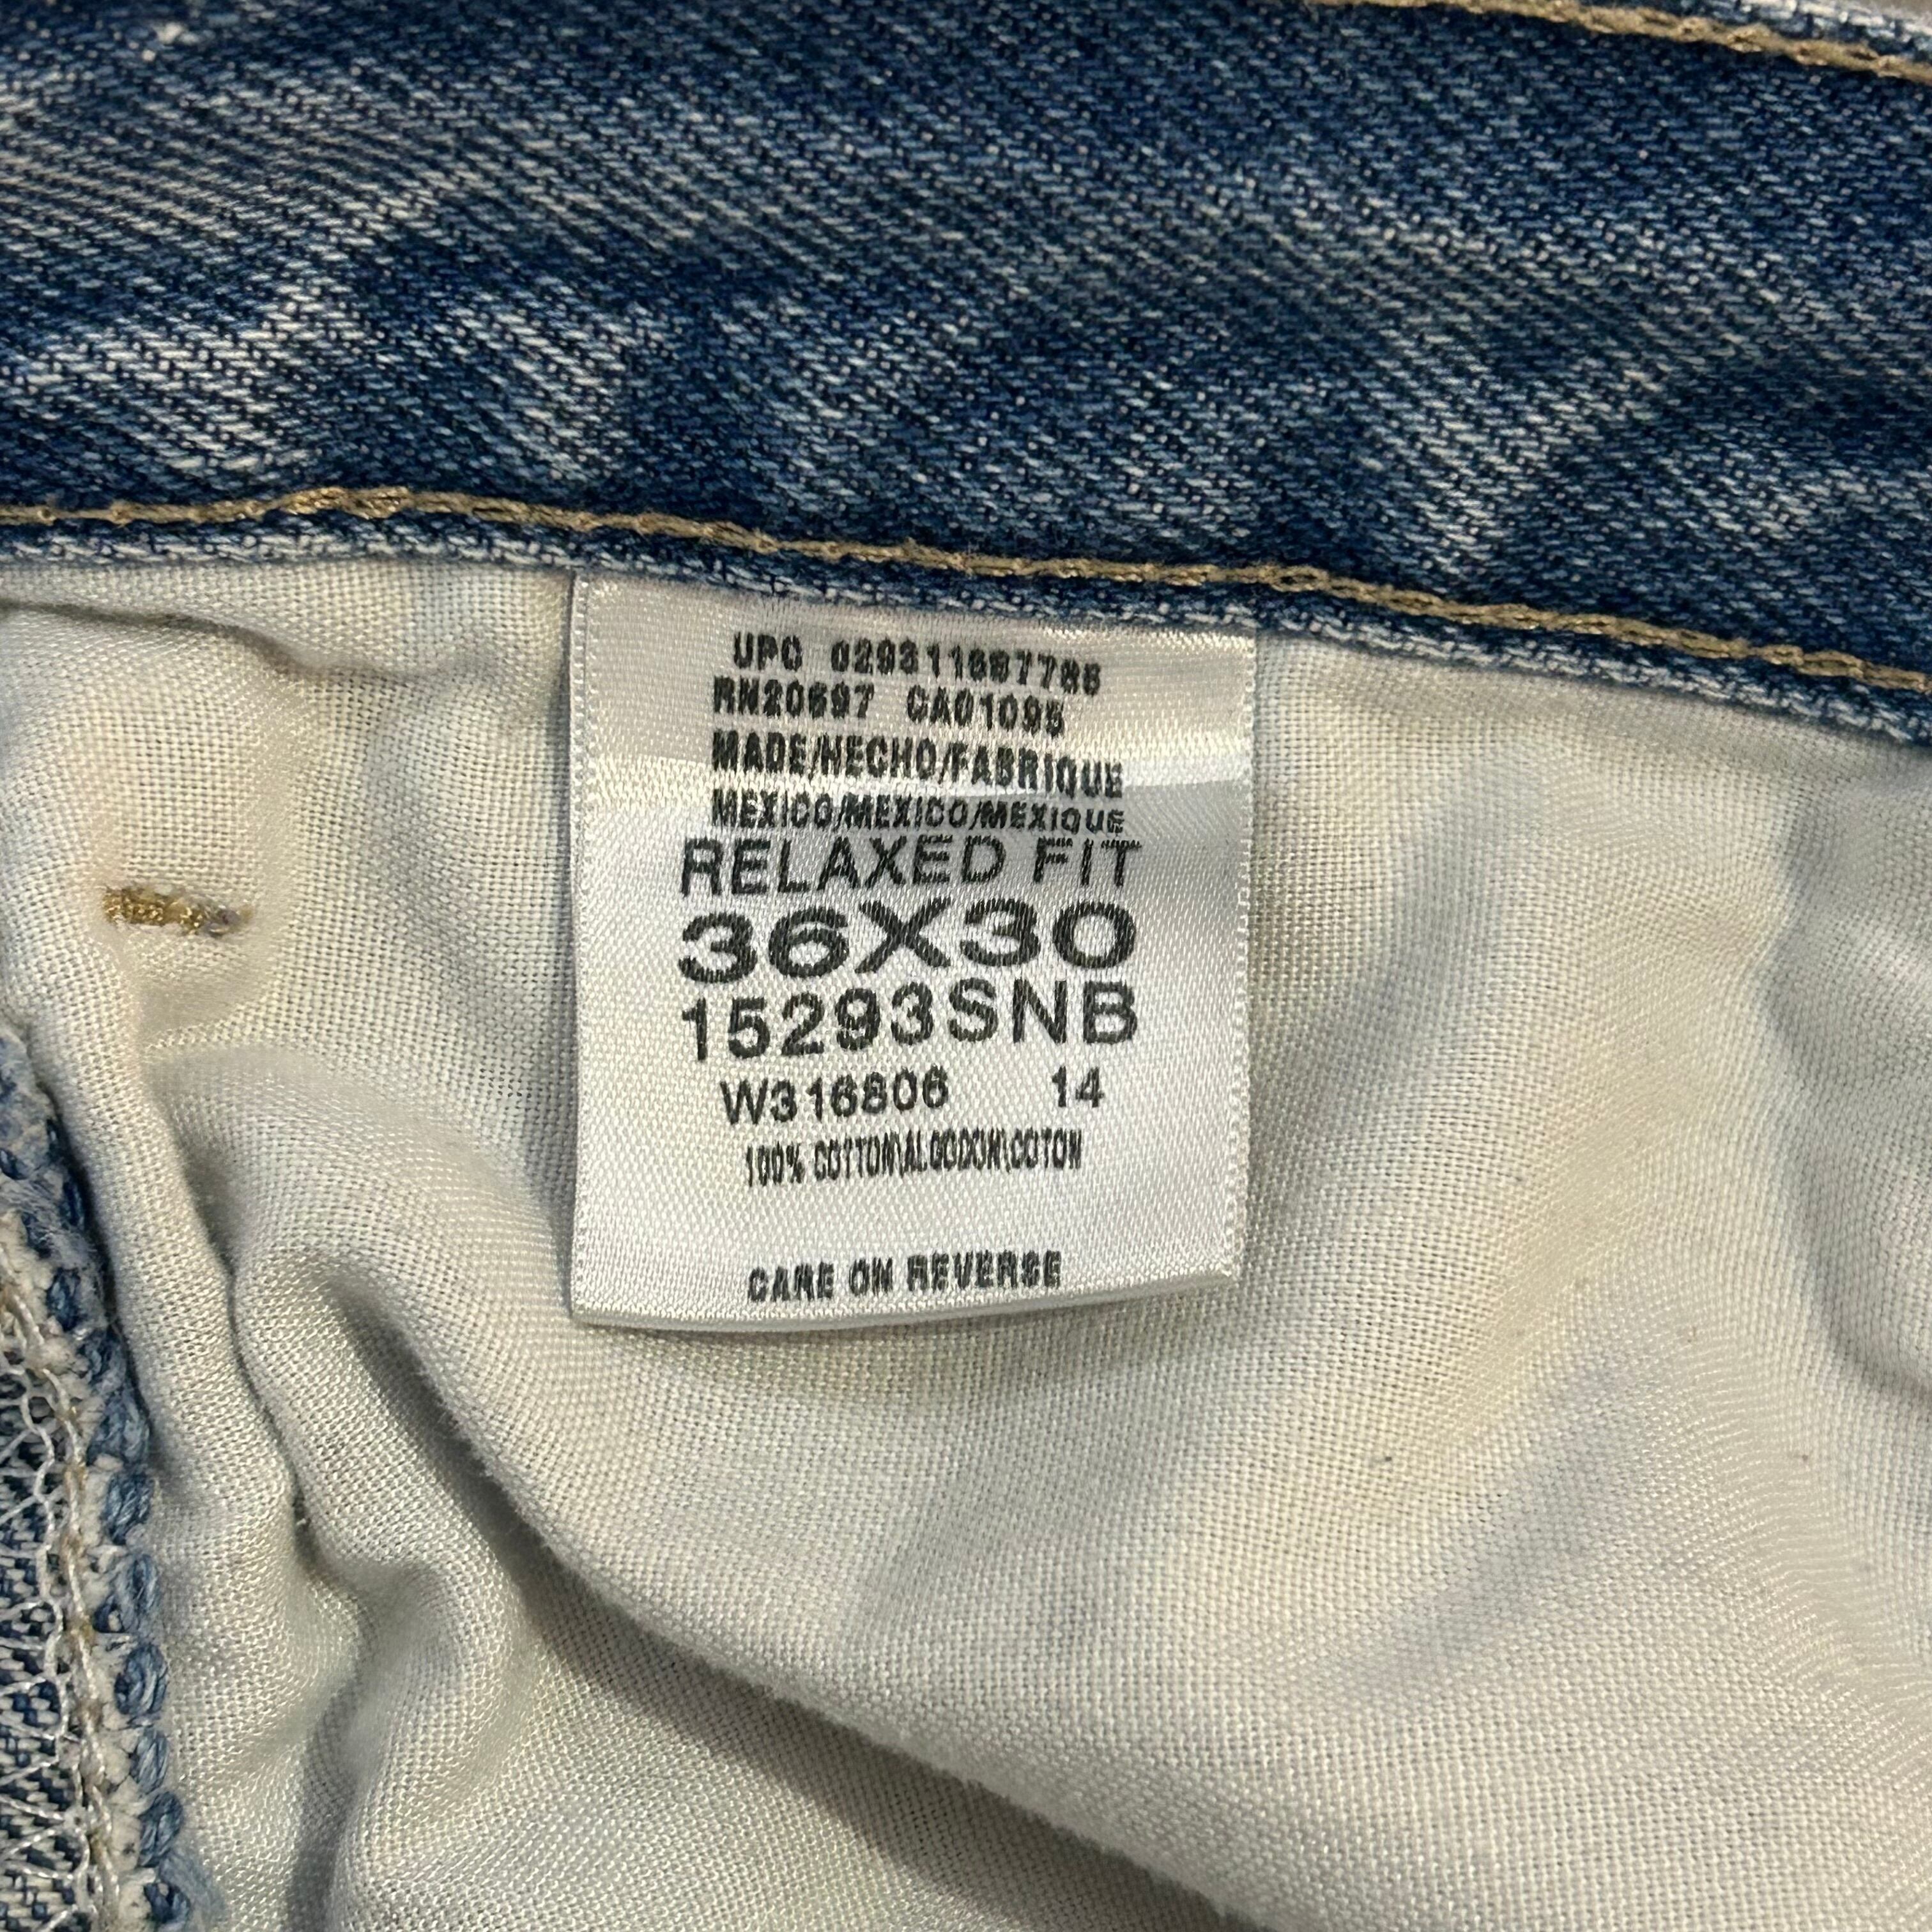 UPC 029311687786
RN20697 CA01095
MADE/HECHO/FABRIQUE
MEXICO/MEXICO/MEXIQUE
RELAXED FIT
36X30
15293SNB
W316806 14
100% COTTON\ALGODON\COTON
CARE ON REVERSE